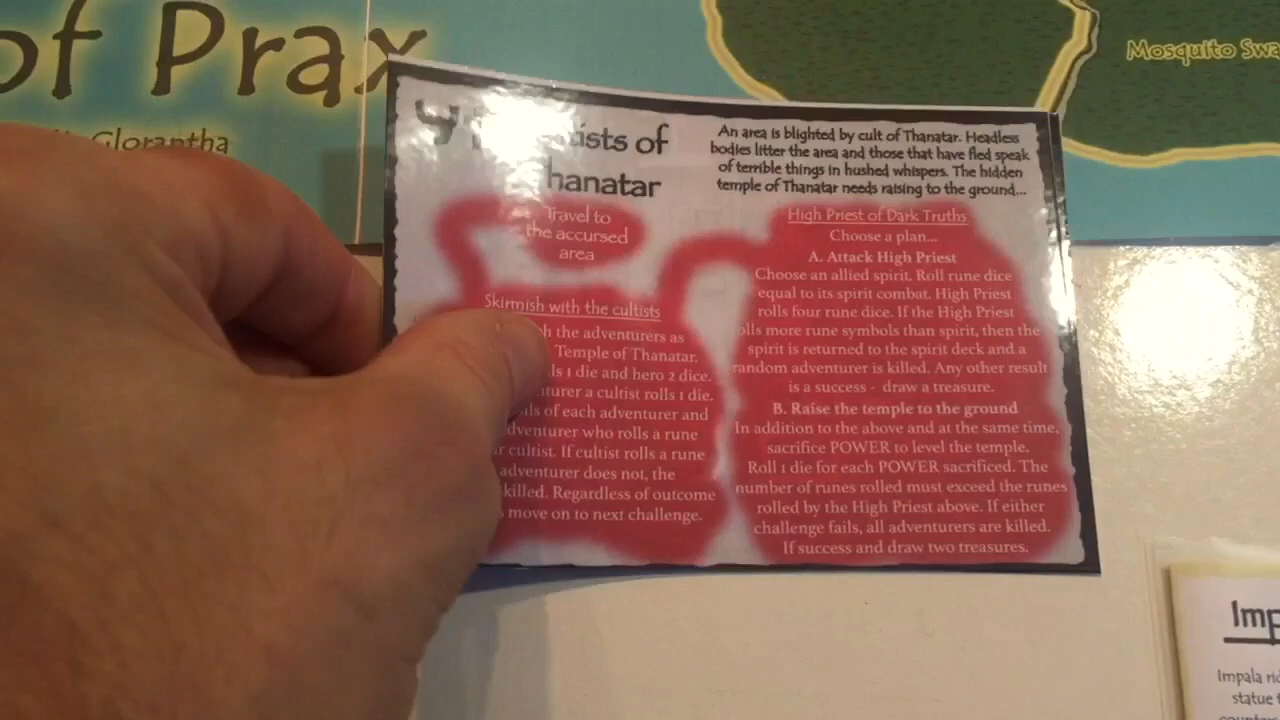 of Prax
Glorantha
Mosquito Swa
ists of
hanatar
An area is blighted by cult of Thanatar. Headless
bodies litter the area and those that have fled speak
of terrible things in hushed whispers. The hidden
temple of Thanatar needs raising to the ground...
Travel to
the accursed
area
Skirmish with the cultists
h the adventurers as
Temple of Thanatar.
ls 1 die and hero 2 dice.
nturer a cultist rolls 1 die.
ls of each adventurer and
dventurer who rolls a rune
r cultist. If cultist rolls a rune
adventurer does not, the
killed. Regardless of outcome
move on to next challenge.
High Priest of Dark Truths
Choose a plan...
A. Attack High Priest
Choose an allied spirit. Roll rune dice
equal to its spirit combat. High Priest
rolls four rune dice. If the High Priest
olls more rune symbols than spirit, then the
spirit is returned to the spirit deck and a
random adventurer is killed. Any other result
is a success - draw a treasure.
B. Raise the temple to the ground
In addition to the above and at the same time,
sacrifice POWER to level the temple.
Roll 1 die for each POWER sacrificed. The
number of runes rolled must exceed the runes
rolled by the High Priest above. If either
challenge fails, all adventurers are killed.
If success and draw two treasures.
Imp
Impala rid
statue